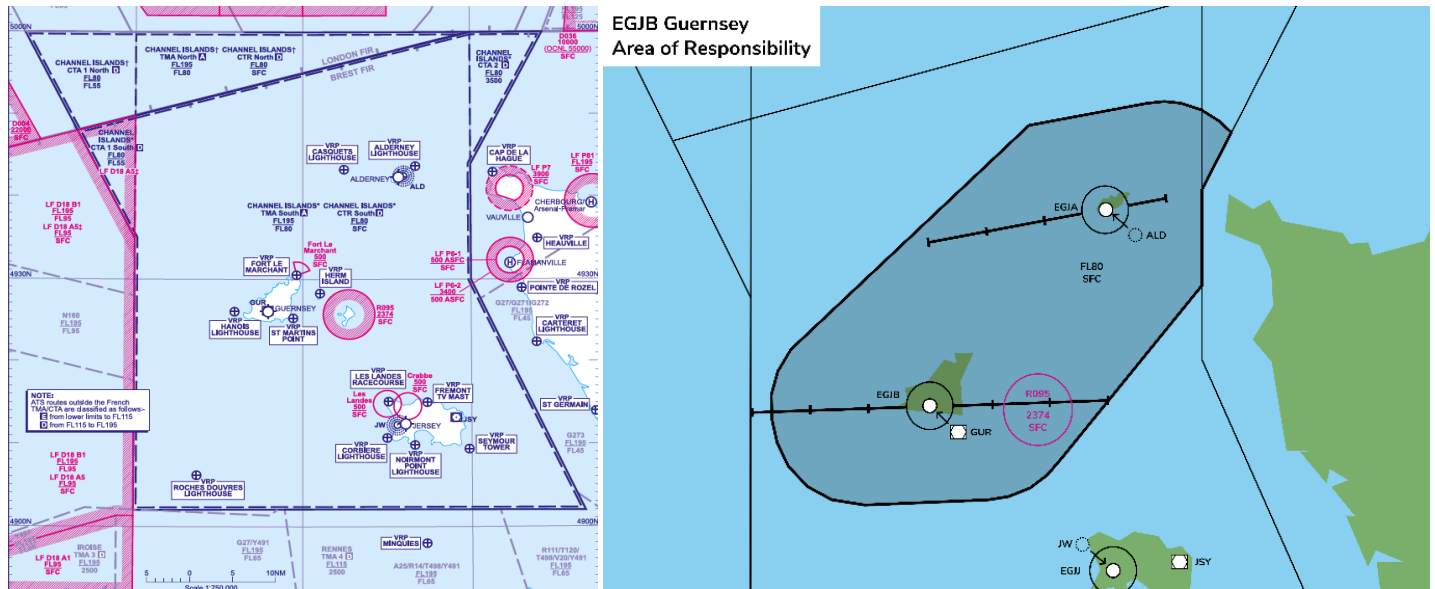 5000N
5000N
LF D18 A5‡
CHANNEL ISLANDS†
CTA 1 North D
FL80
FL55
CHANNEL ISLANDS†
TMA North A
FL195
FL80
CHANNEL ISLANDS†
CTR North D
FL80
SFC
LONDON FIR
BREST FIR
CHANNEL
ISLANDS*
CTA 2 D
FL80
3500
D036
10000
(OCNL 55000)
SFC
D004
22000
SFC
CHANNEL
ISLANDS*
CTA 1 South D
FL80
FL55
LF D18 B1
FL195
FL95
LF D18 A5‡
FL95
SFC
VRP
CASQUETS
LIGHTHOUSE
VRP
ALDERNEY
LIGHTHOUSE
ALDERNEY
ALD
VRP
CAP DE LA
HAGUE
LF P7
3900
SFC
LF P81
FL195
SFC
CHERBOURG/
Arsenal-Premar
H
VAUVILLE
CHANNEL ISLANDS*
TMA South A
FL195
FL80
CHANNEL ISLANDS*
CTR South D
FL80
SFC
VRP
HEAUVILLE
Fort Le
Marchant
500
SFC
VRP
FORT LE
MARCHANT
VRP
HERM
ISLAND
LF P6-1
500 ASFC
SFC
H
FLAMANVILLE
4930N
4930N
LF P6-2
3400
500 ASFC
VRP
POINTE DE ROZEL
GUR
GUERNSEY
R095
2374
SFC
G27/G271/G272
FL195
FL45
N160
FL195
FL95
VRP
HANOIS
LIGHTHOUSE
VRP
ST MARTINS
POINT
VRP
CARTERET
LIGHTHOUSE
VRP
LES LANDES
RACECOURSE
Crabbe
500
SFC
Les
Landes
500
SFC
VRP
FREMONT
TV MAST
VRP
ST GERMAIN
NOTE:
ATS routes outside the French
TMA/CTA are classified as follows:-
E from lower limits to FL115
D from FL115 to FL195
JW
JERSEY
JSY
VRP
CORBIERE
LIGHTHOUSE
VRP
NOIRMONT
POINT
LIGHTHOUSE
VRP
SEYMOUR
TOWER
G273
FL195
FL45
LF D18 B1
FL195
FL95
LF D18 A5
FL95
SFC
VRP
ROCHES DOUVRES
LIGHTHOUSE
4900N
4900N
LF D18 A1
FL95
SFC
IROISE
TMA 3 D
FL195
2500
G27/Y491
FL195
FL65
RENNES
TMA 4 D
FL115
2500
VRP
MINQUIES
A25/R14/T498/Y491
FL195
FL65
R111/T120/
T498/V20/Y491
FL195
FL65
5 0 5 10NM
Scale 1:750,000
EGJB Guernsey
Area of Responsibility
EGJA
ALD
FL80
SFC
EGJB
GUR
R095
2374
SFC
JW
EGJJ
JSY